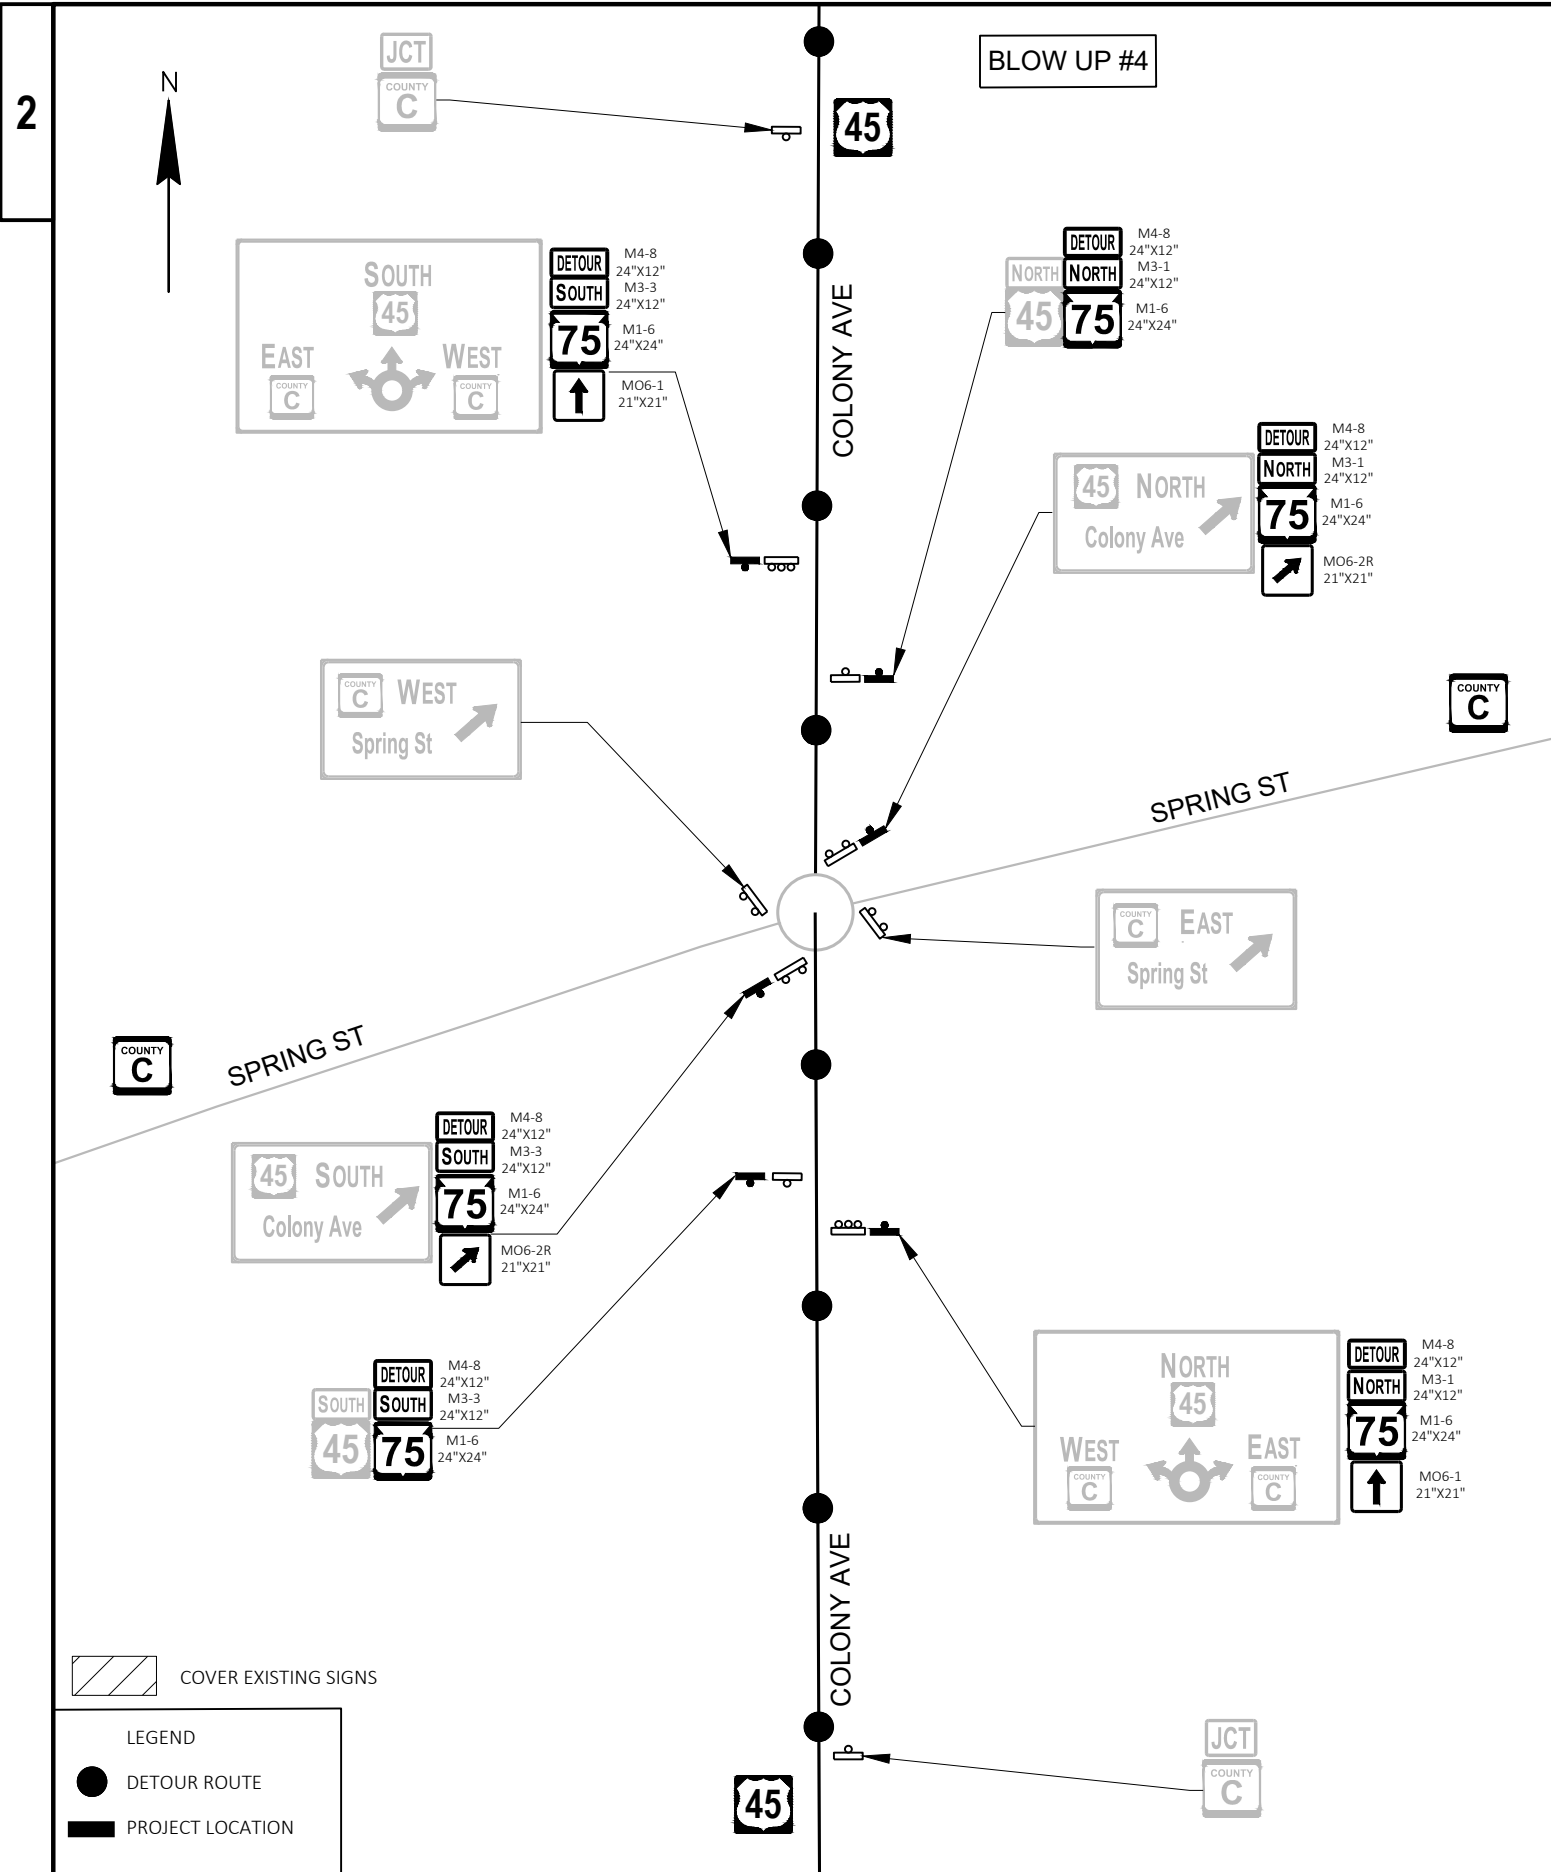 2
N
JCT
COUNTY
C
45
BLOW UP #4
SOUTH
45
EAST
COUNTY
C
WEST
COUNTY
C
DETOUR
SOUTH
75
M4-8
24"X12"
M3-3
24"X12"
M1-6
24"X24"
MO6-1
21"X21"
COLONY AVE
NORTH
45
DETOUR
NORTH
75
M4-8
24"X12"
M3-1
24"X12"
M1-6
24"X24"
45 NORTH
Colony Ave
DETOUR
NORTH
75
M4-8
24"X12"
M3-1
24"X12"
M1-6
24"X24"
MO6-2R
21"X21"
COUNTY
C WEST
Spring St
COUNTY
C
SPRING ST
COUNTY
C EAST
Spring St
COUNTY
C
SPRING ST
45 SOUTH
Colony Ave
DETOUR
SOUTH
75
M4-8
24"X12"
M3-3
24"X12"
M1-6
24"X24"
MO6-2R
21"X21"
SOUTH
45
DETOUR
SOUTH
75
M4-8
24"X12"
M3-3
24"X12"
M1-6
24"X24"
NORTH
45
WEST
COUNTY
C
EAST
COUNTY
C
DETOUR
NORTH
75
M4-8
24"X12"
M3-1
24"X12"
M1-6
24"X24"
MO6-1
21"X21"
COLONY AVE
COVER EXISTING SIGNS
LEGEND
DETOUR ROUTE
PROJECT LOCATION
45
JCT
COUNTY
C